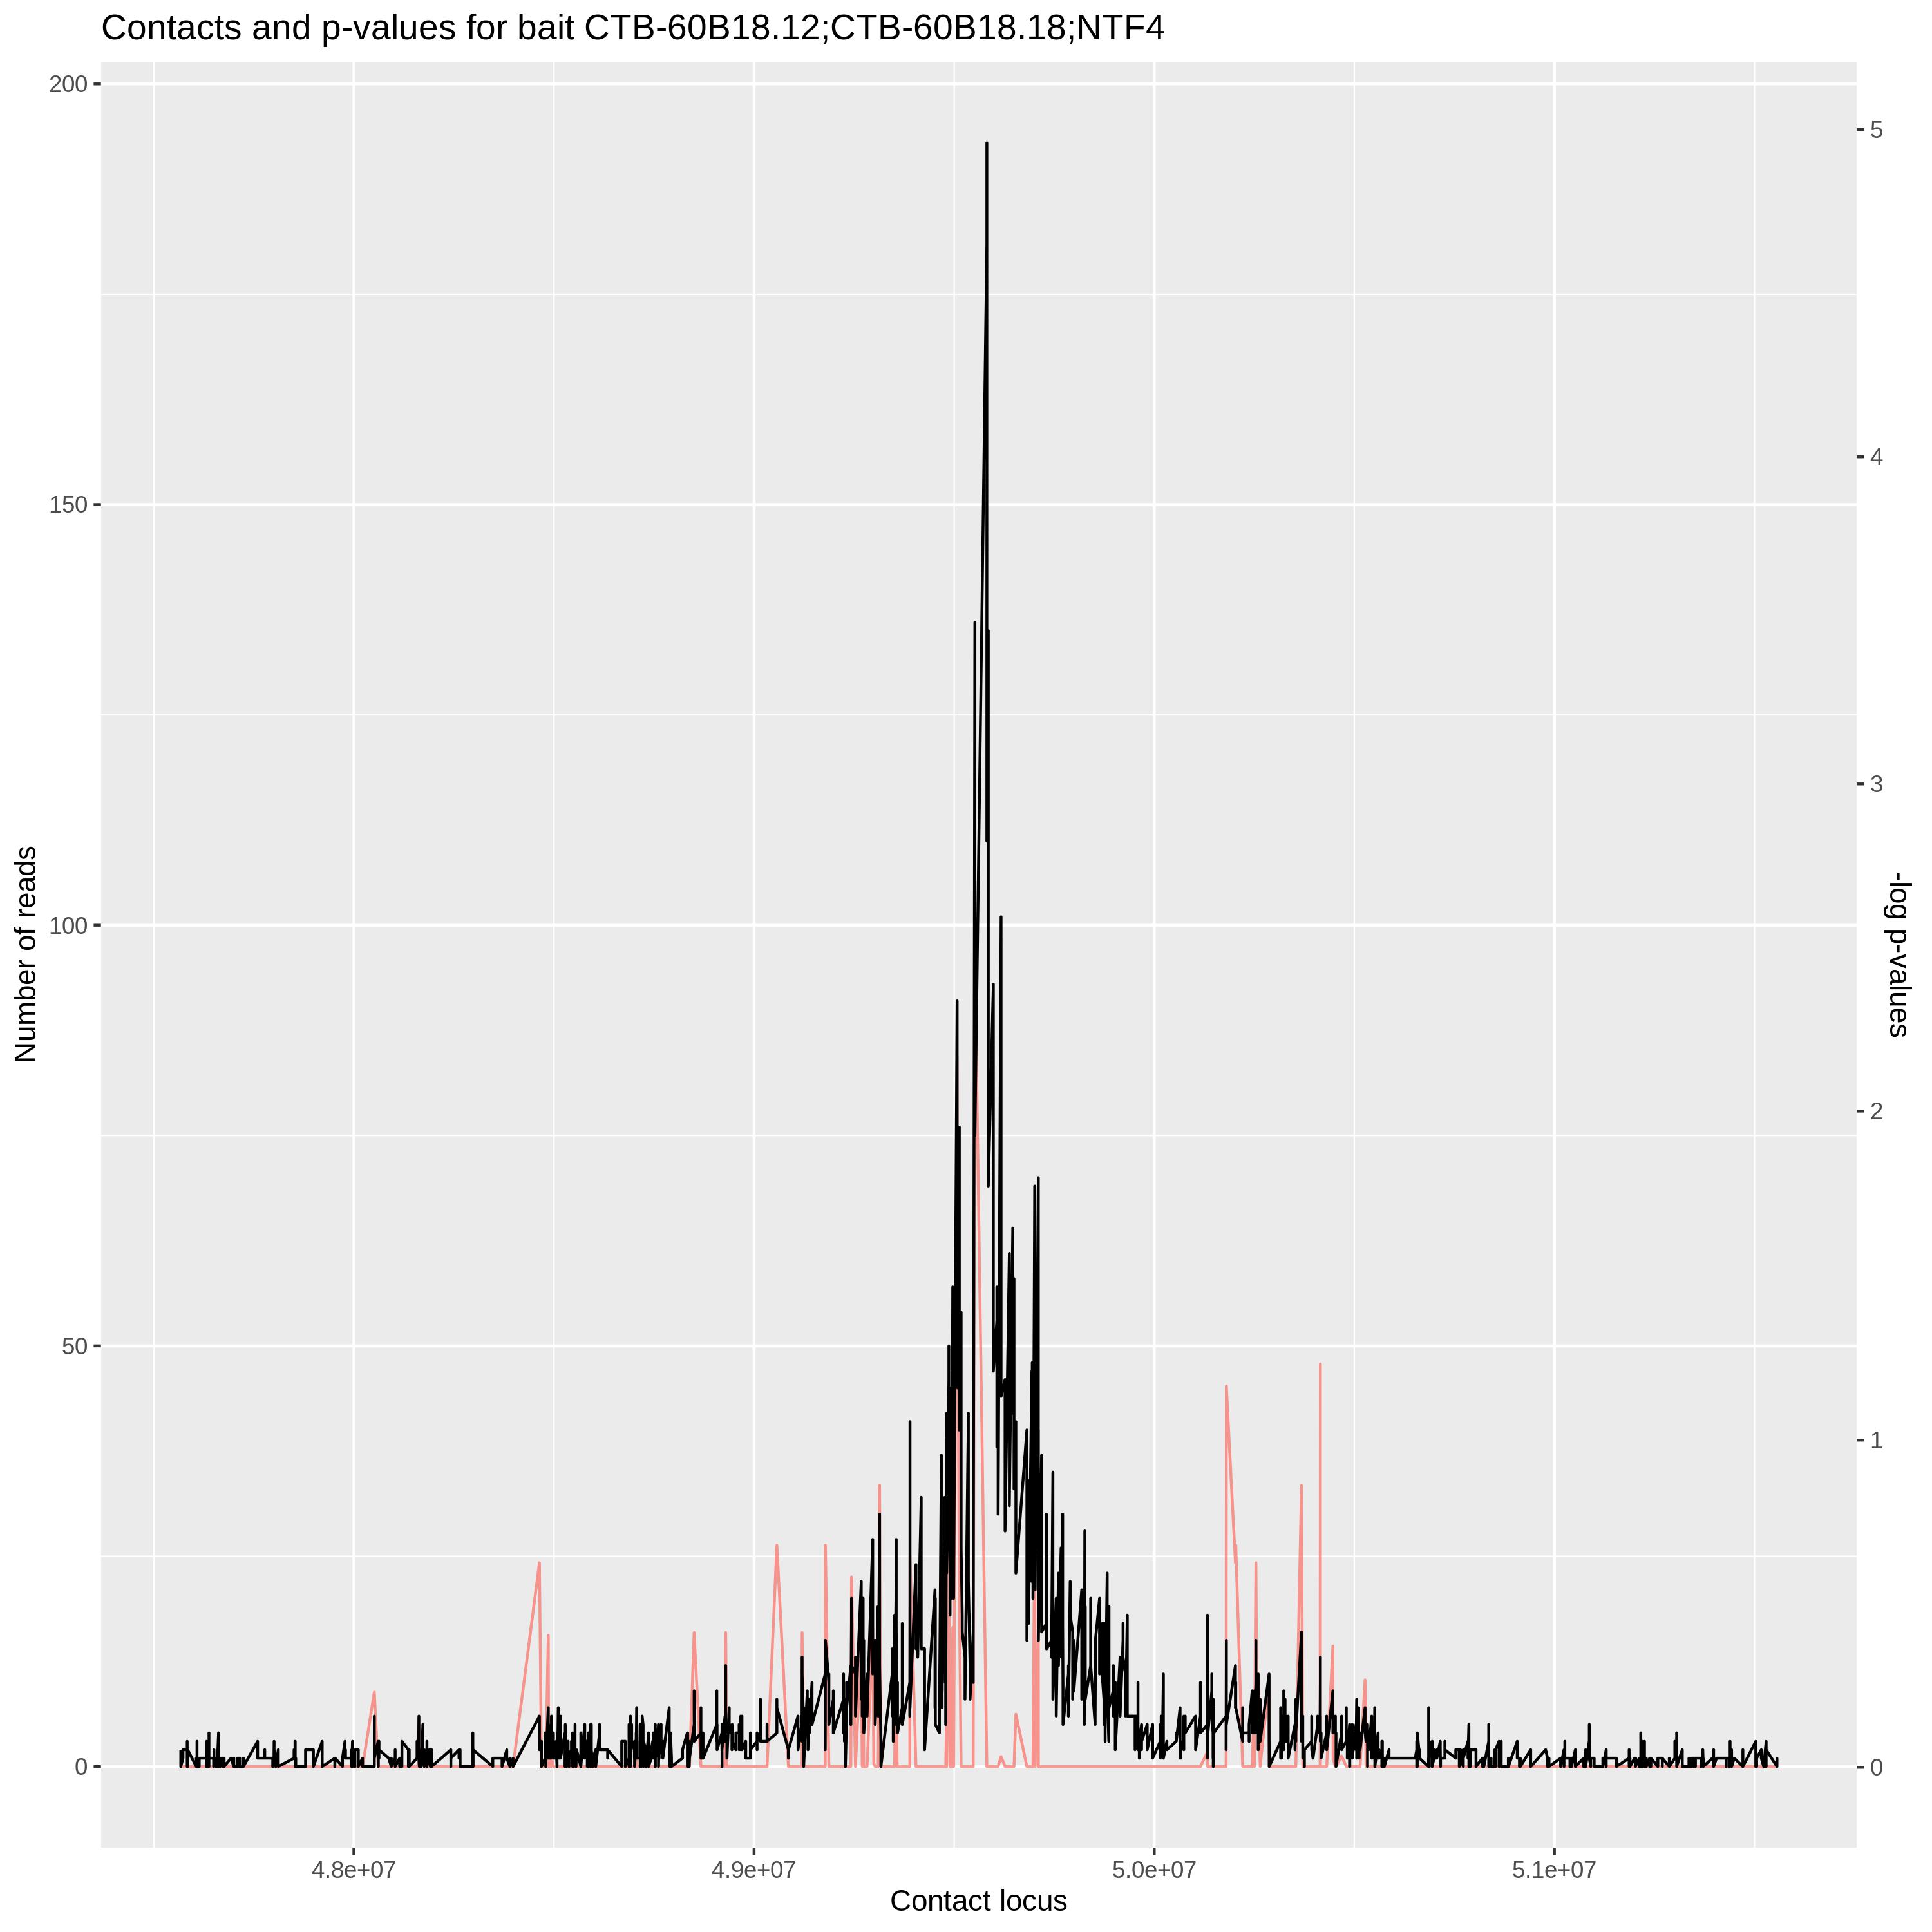 Contacts and p-values for bait CTB-60B18.12;CTB-60B18.18;NTF4
200
150
100
50
0
Number of reads
5
4
3
2
1
0
-log p-values
4.8e+07
4.9e+07
5.0e+07
5.1e+07
Contact locus